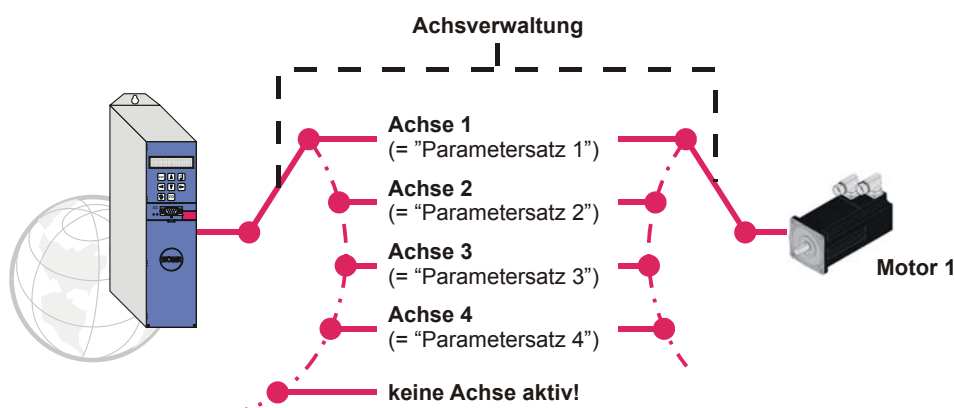 Achsverwaltung
Achse 1
(= ”Parametersatz 1”)
Achse 2
(= “Parametersatz 2”)
Achse 3
(= “Parametersatz 3”)
Achse 4
(= “Parametersatz 4”)
keine Achse aktiv!
Motor 1